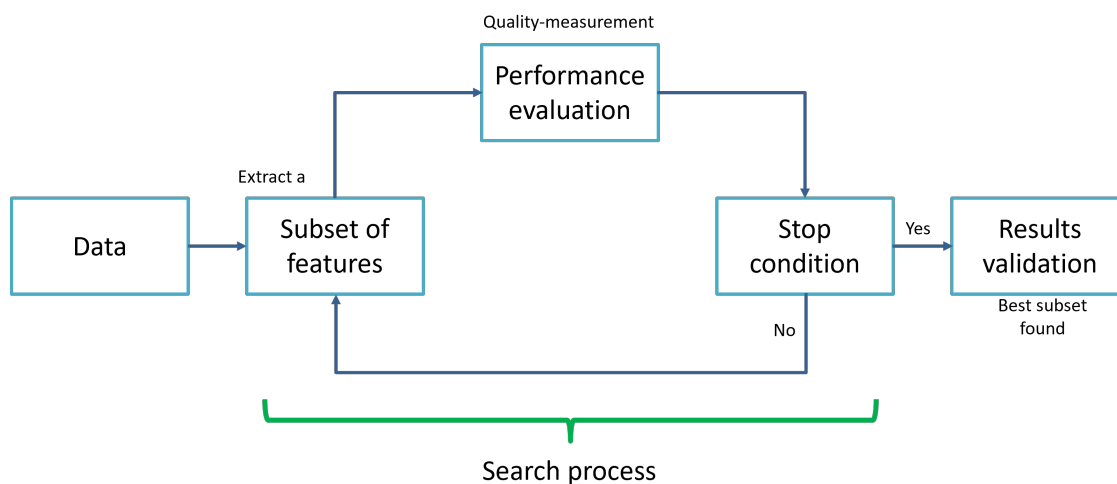 Quality-measurement
Performance
evaluation
Extract a
Data
Subset of
features
Stop
condition
Yes
Results
validation
No
Best subset
found
Search process